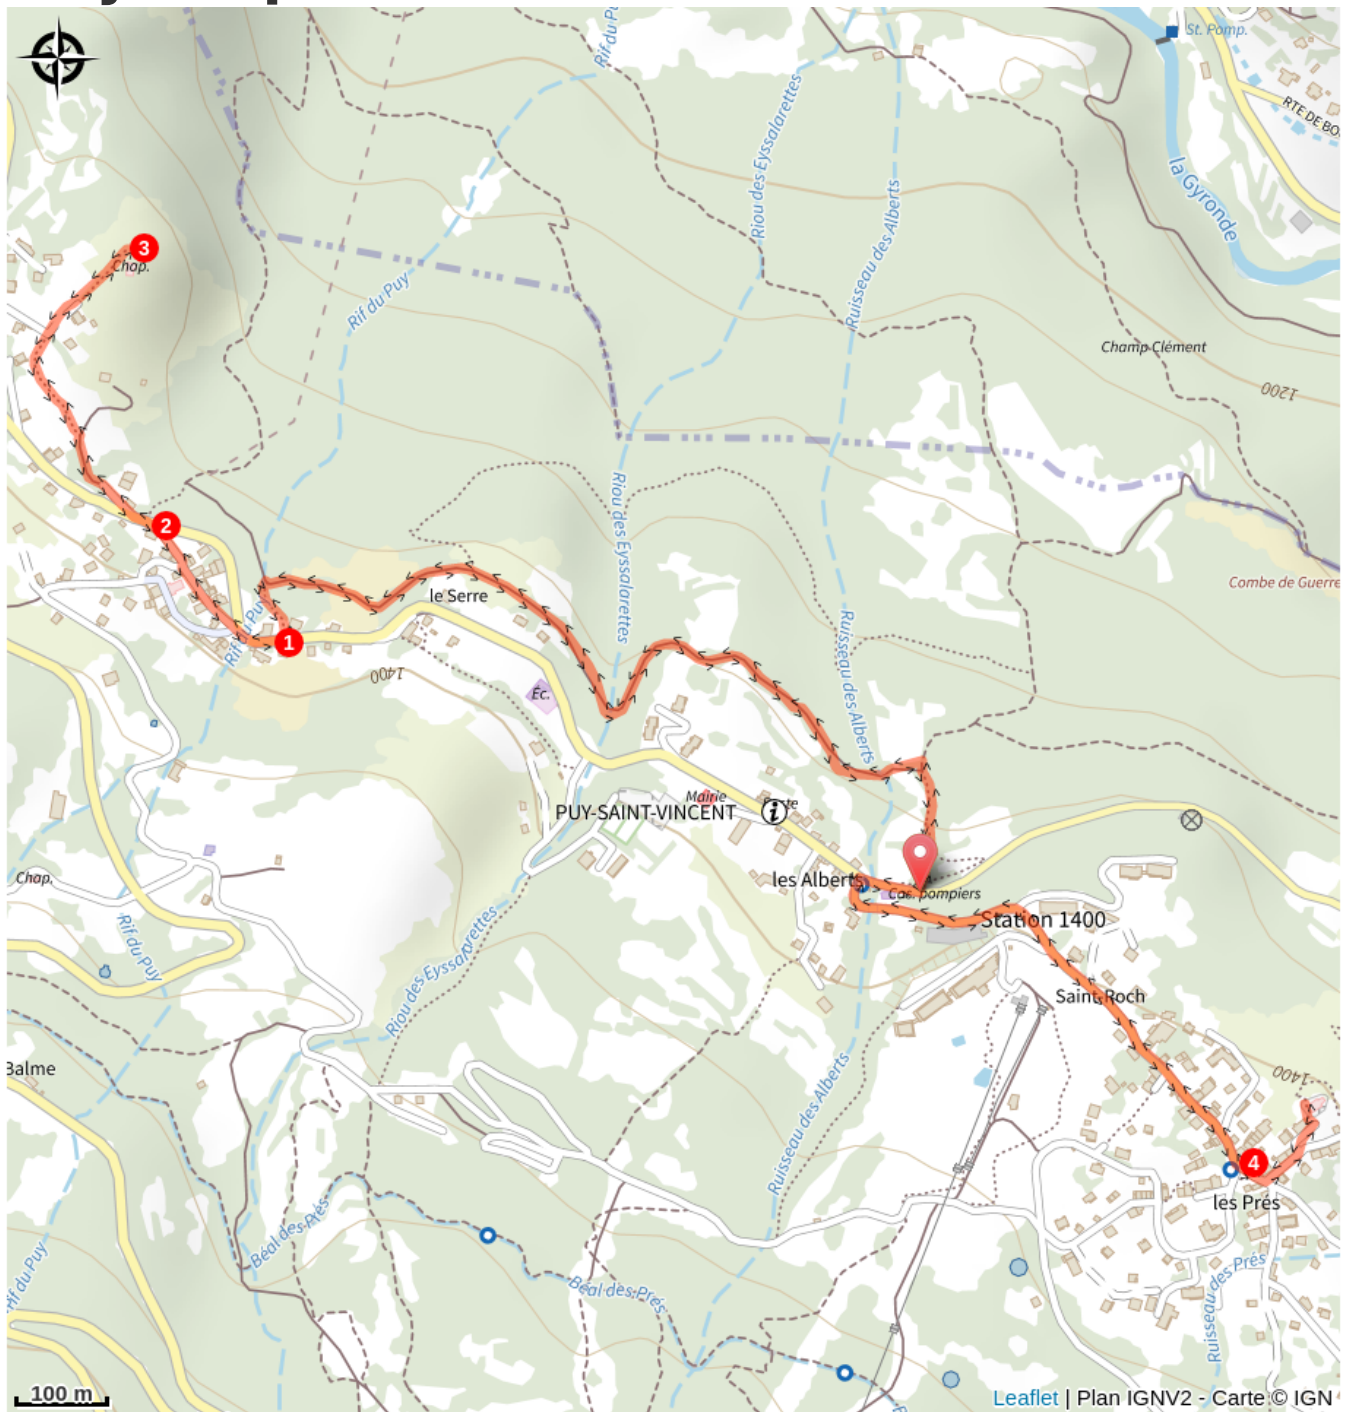 Rif du Pu
St. Pomp.
RTE DE BO
la Gyronde
Riou des Eyssalarettes
Ruisseau des Alberts
3
Chap.
Rif du Puy
Champ Clément
1200
2
Riou des Eyssalarettes
Combe de Guerre
le Serre
Rif du Puy
1
1400
Ruisseau des Alberts
Éc.
Mairie
PUY-SAINT-VINCENT
i
les Alberts
Cas. pompiers
Chap.
Station 1400
Rif du Puy
Riou des Eyssalarettes
Saint-Roch
Balme
1400
Ruisseau des Alberts
4
les Prés
Béal des Prés
Rif du Puy
Béal des Prés
Ruisseau des Prés
100 m
Leaflet | Plan IGNV2 - Carte © IGN